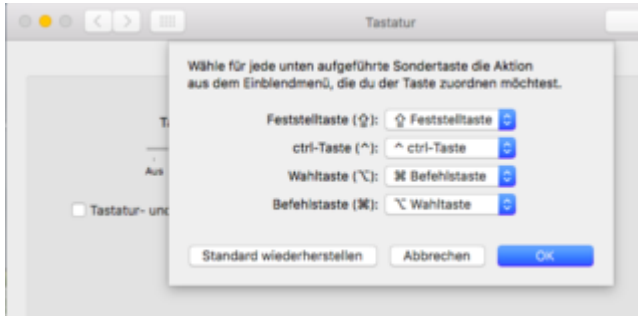 Tastatur
Wähle für jede unten aufgeführte Sondertaste die Aktion
aus dem Einblendmenü, die du der Taste zuordnen möchtest.
Feststelltaste (⇪): ⇪ Feststelltaste
ctrl-Taste (^): ^ ctrl-Taste
Wahltaste (⌥): ⌘ Befehlstaste
Aus
Befehlstaste (⌘): ⌥ Wahltaste
Tastatur- und
Standard wiederherstellen Abbrechen OK